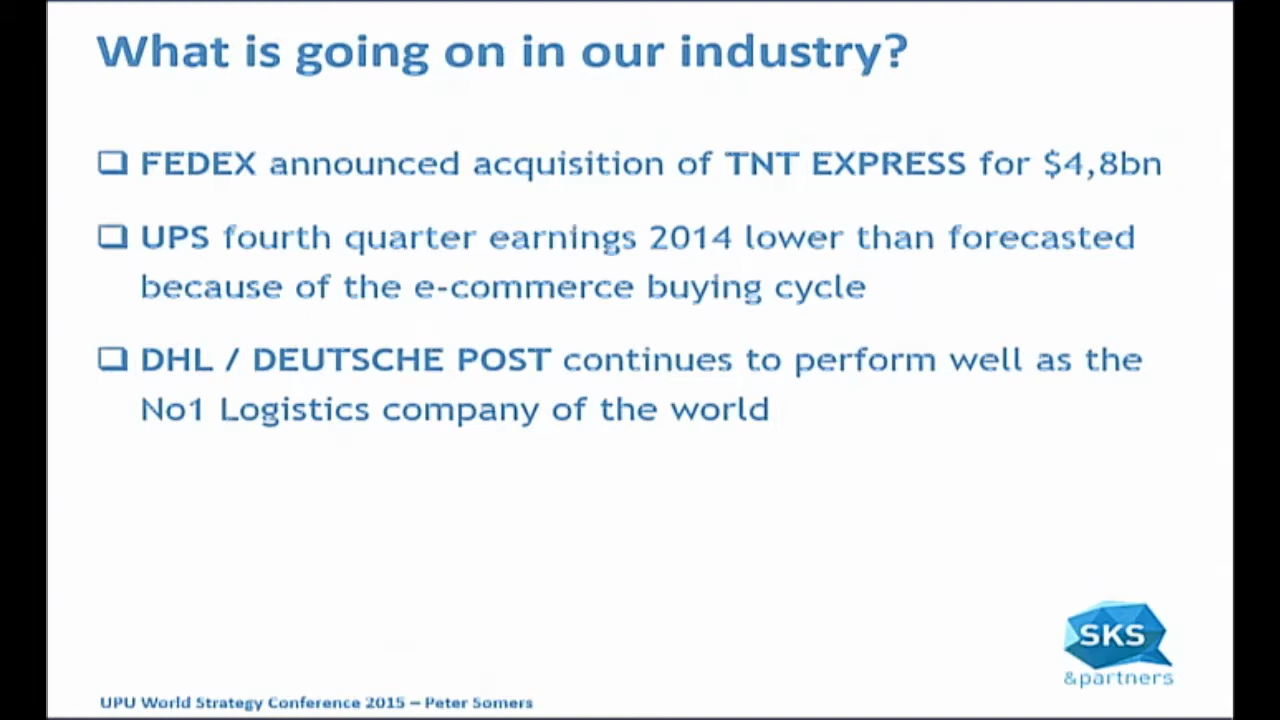 What is going on in our industry?
FEDEX announced acquisition of TNT EXPRESS for $4,8bn
UPS fourth quarter earnings 2014 lower than forecasted
because of the e-commerce buying cycle
DHL / DEUTSCHE POST continues to perform well as the
No1 Logistics company of the world
SKS
&partners
UPU World Strategy Conference 2015 – Peter Somers